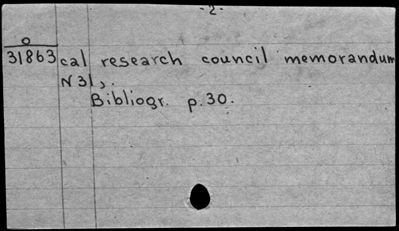 -2-
O
31863 cal research council memorandum
N31,.
Bibliogr. p.30.